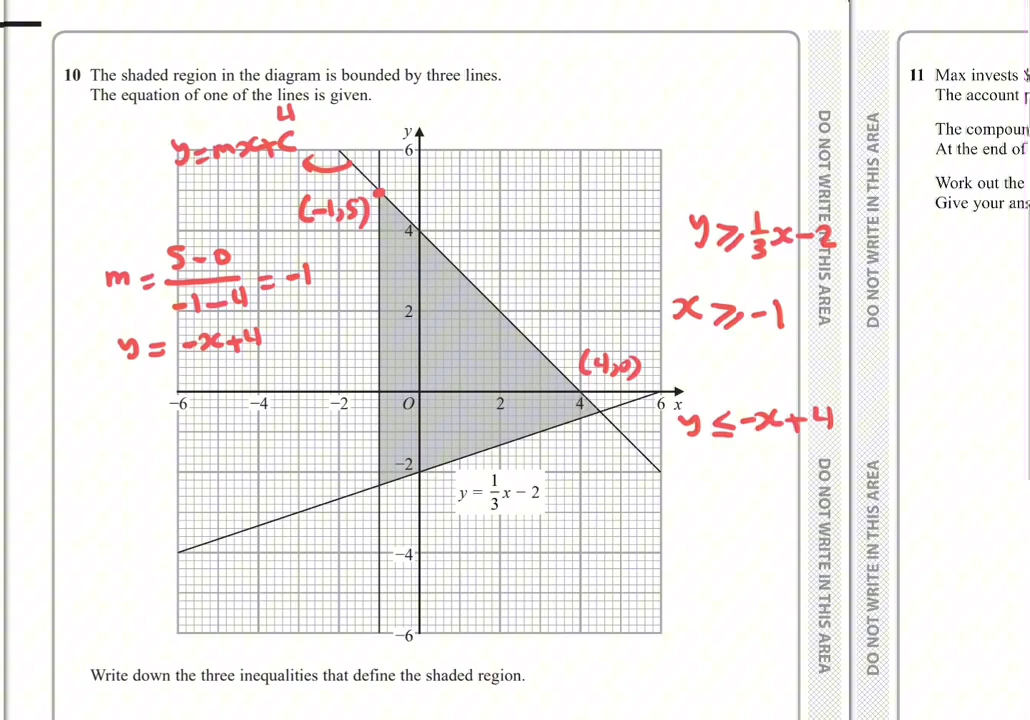 10 The shaded region in the diagram is bounded by three lines.
The equation of one of the lines is given.
4
y=mx+c
(-1,5)
m = 5-0 / -1-4 = -1
y = -x+4
y
6
4
2
-6 -4 -2 O 2 4 6 x
-2
-4
-6
(4,0)
y = 1/3 x - 2
y ⩾ 1/3 x - 2
x ⩾ -1
y ≤ -x+4
Write down the three inequalities that define the shaded region.
DO NOT WRITE IN THIS AREA
DO NOT WRITE IN THIS AREA
DO NOT WRITE IN THIS AREA
DO NOT WRITE IN THIS AREA
11 Max invests $
The account
The compoun
At the end of
Work out the
Give your ans